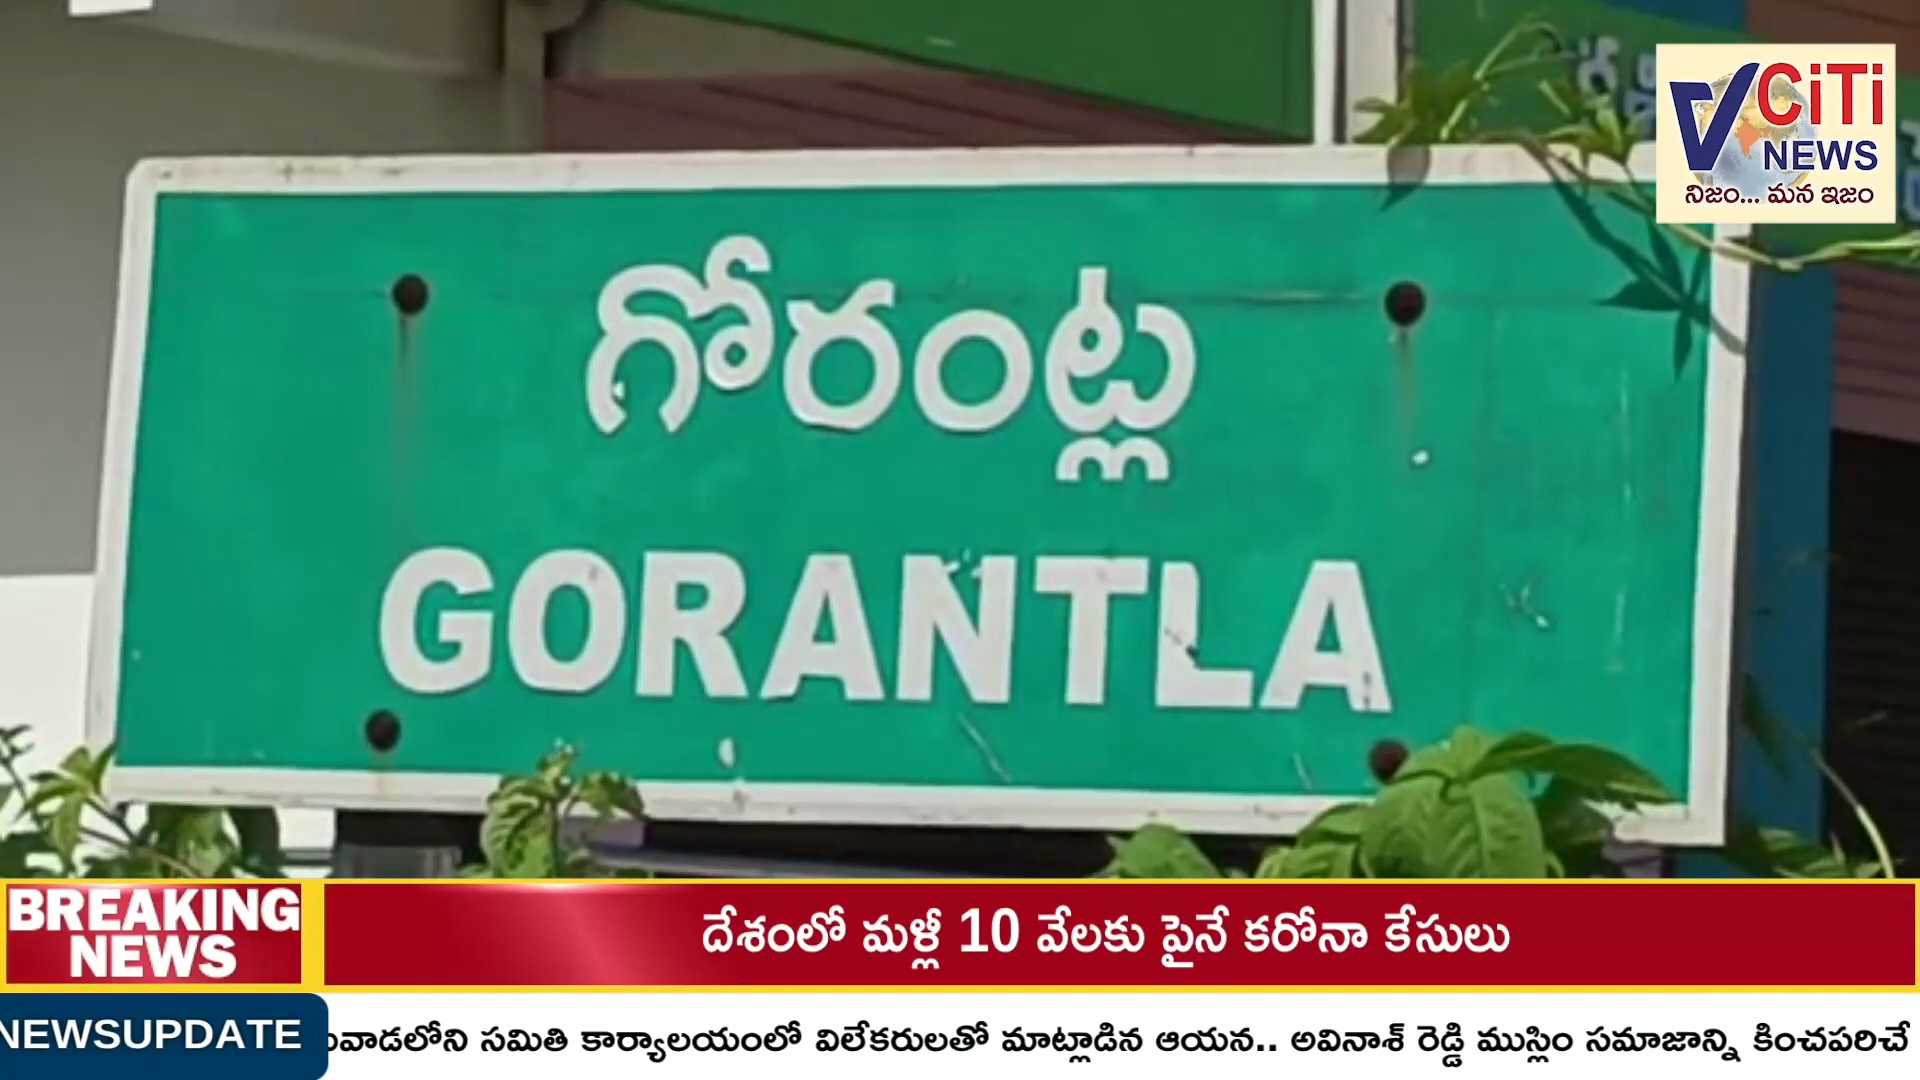 VCiTi
NEWS
నిజం... మన ఇజం
గోరంట్ల
GORANTLA
BREAKING
NEWS
దేశంలో మళ్లీ 10 వేలకు పైనే కరోనా కేసులు
NEWSUPDATE
సమితి కార్యాలయంలో విలేకరులతో మాట్లాడిన ఆయన.. అవినాశ్ రెడ్డి ముస్లిం సమాజాన్ని కించపరిచే